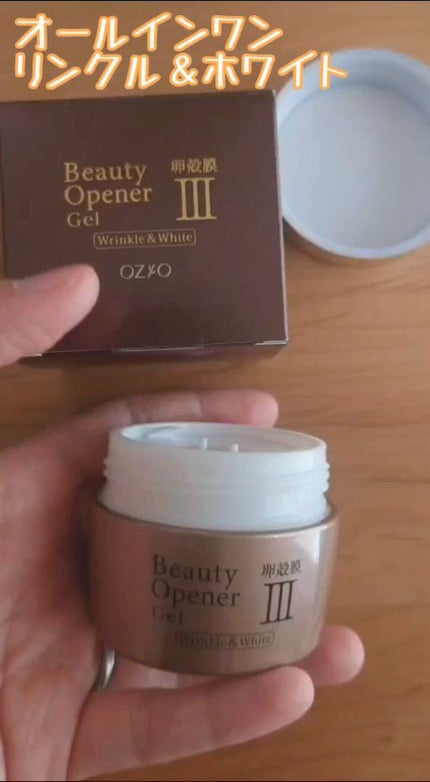 オールインワン
リンクル&ホワイト
Beauty
Opener
Gel
卵殻膜
III
Wrinkle & White
OZIO
Beauty
Opener
Gel
卵殻膜
III
Wrinkle & White